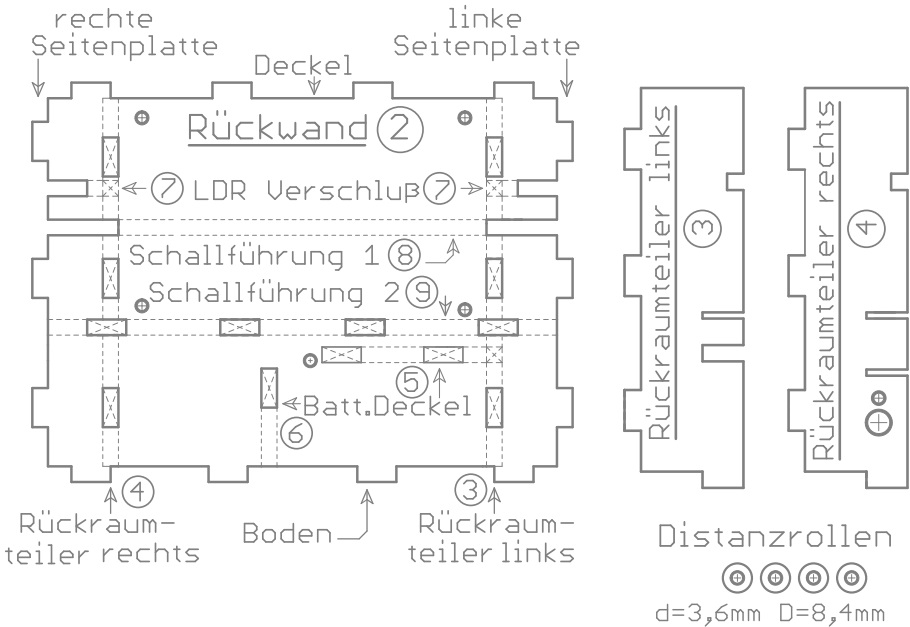 rechte
Seitenplatte
linke
Seitenplatte
Deckel
Rückwand 2
7 LDR Verschluß 7
Schallführung 1 8
Schallführung 2 9
5
Batt.Deckel
6
4
3
Rückraum-
teiler rechts
Boden
Rückraum-
teiler links
Rückraumteiler links
3
Rückraumteiler rechts
4
Distanzrollen
d=3,6mm D=8,4mm